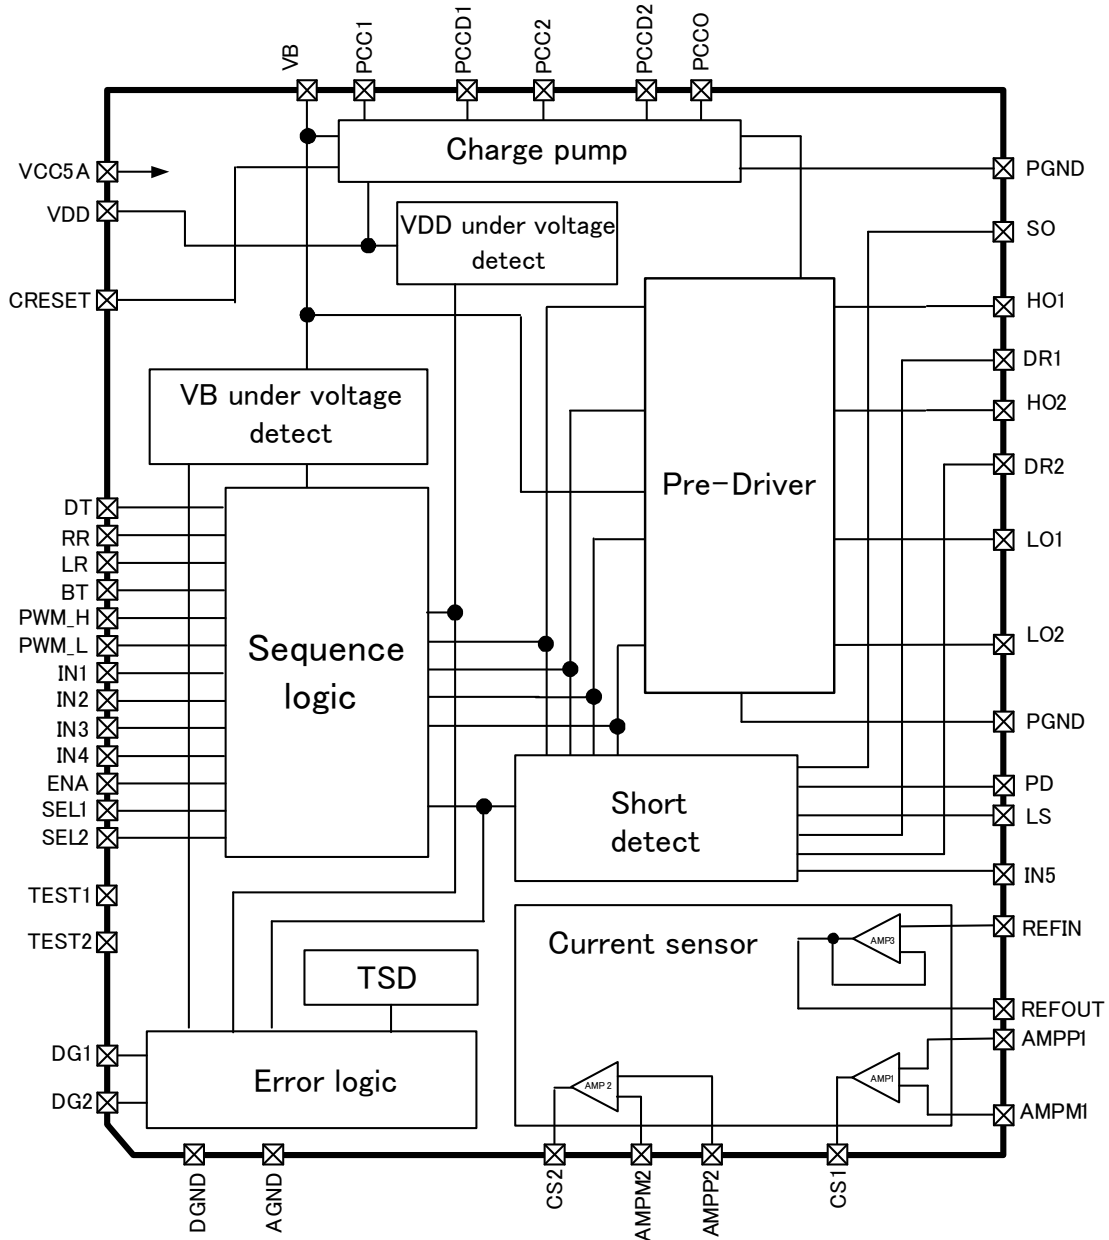 VB
PCC1
PCCD1
PCC2
PCCD2
PCCO
Charge pump
VCC5A
VDD
CRESET
VDD under voltage
detect
VB under voltage
detect
Pre-Driver
PGND
SO
HO1
DR1
HO2
DR2
LO1
LO2
PGND
PD
LS
IN5
REFIN
REFOUT
AMPP1
AMPM1
DT
RR
LR
BT
PWM_H
PWM_L
IN1
IN2
IN3
IN4
ENA
SEL1
SEL2
TEST1
TEST2
DG1
DG2
Sequence
logic
Short
detect
Current sensor
AMP3
AMP1
AMP 2
TSD
Error logic
DGND
AGND
CS2
AMPM2
AMPP2
CS1